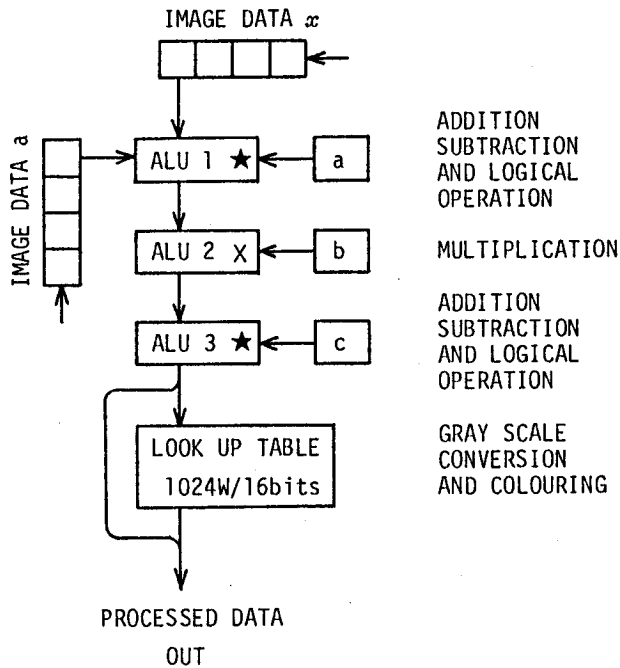 IMAGE DATA x
IMAGE DATA a
ALU 1 ★
a
ADDITION
SUBTRACTION
AND LOGICAL
OPERATION
ALU 2 X
b
MULTIPLICATION
ALU 3 ★
c
ADDITION
SUBTRACTION
AND LOGICAL
OPERATION
LOOK UP TABLE
1024W/16bits
GRAY SCALE
CONVERSION
AND COLOURING
PROCESSED DATA
OUT